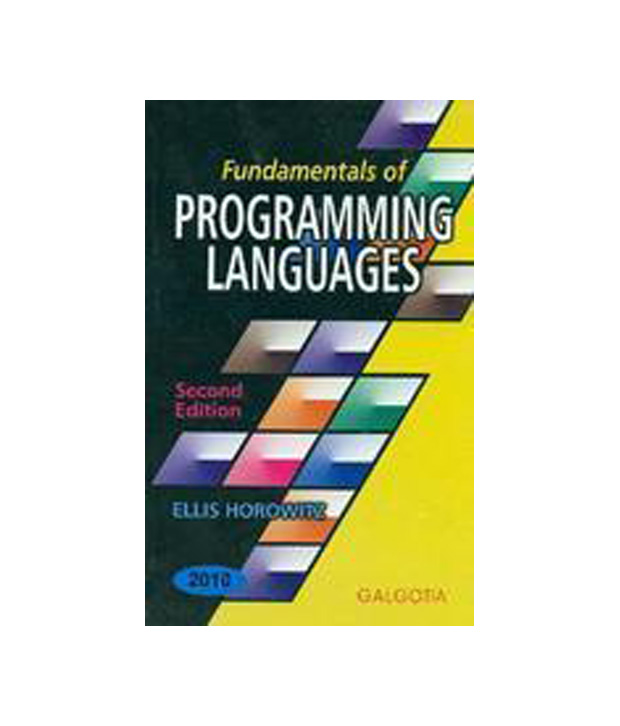 Fundamentals of
PROGRAMMING
LANGUAGES
Second
Edition
ELLIS HOROWITZ
2010
GALGOTIA